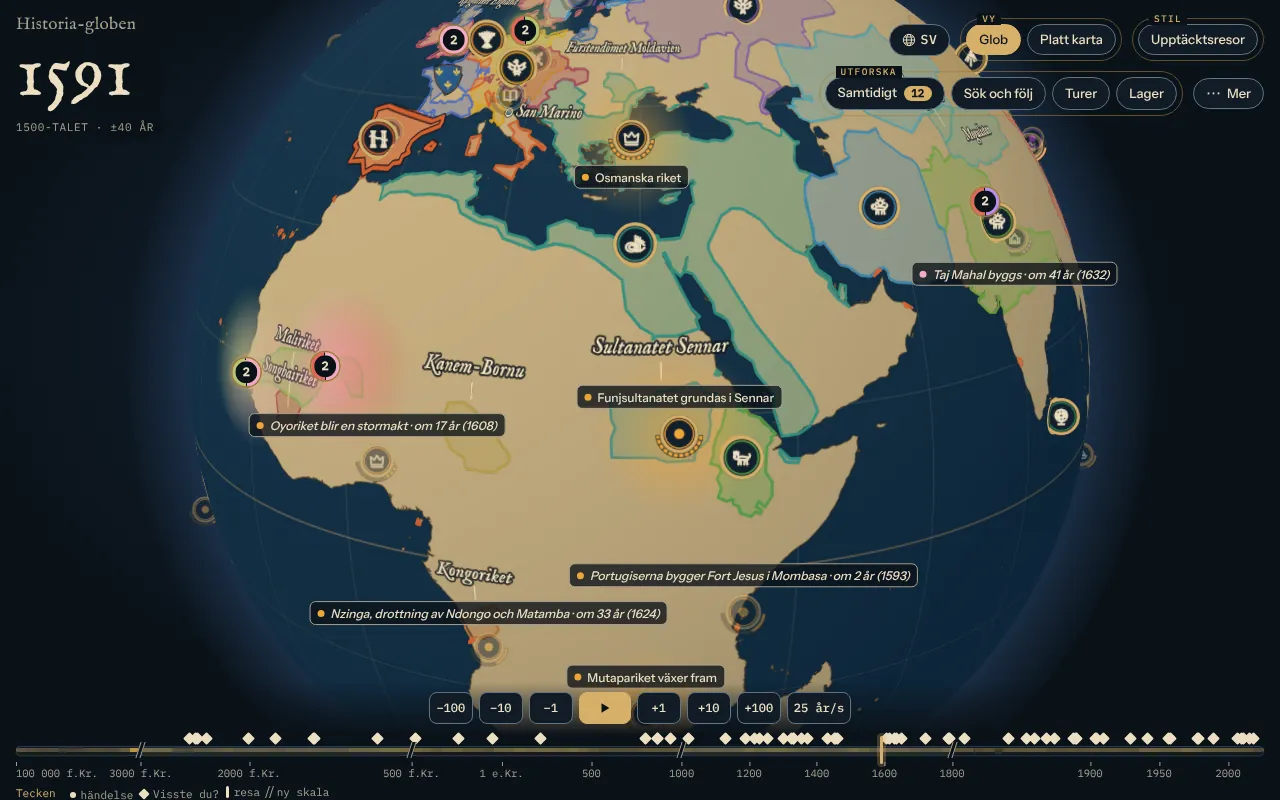 Historia-globen
1591
1500-TALET · ±40 ÅR
SV
VY
Glob
Platt karta
STIL
Upptäcktsresor
UTFORSKA
Samtidigt 12
Sök och följ
Turer
Lager
··· Mer
2
2
Furstendömet Moldavien
San Marino
H
Osmanska riket
2
Taj Mahal byggs · om 41 år (1632)
Maliriket
Songhairiket
2
2
Kanem-Bornu
Sultanatet Sennar
Funjsultanatet grundas i Sennar
Oyoriket blir en stormakt · om 17 år (1608)
Kongoriket
Portugiserna bygger Fort Jesus i Mombasa · om 2 år (1593)
Nzinga, drottning av Ndongo och Matamba · om 33 år (1624)
Mutapariket växer fram
−100
−10
−1
+1
+10
+100
25 år/s
100 000 f.Kr.
3000 f.Kr.
2000 f.Kr.
500 f.Kr.
1 e.Kr.
500
1000
1200
1400
1600
1800
1900
1950
2000
Tecken
händelse
Visste du?
resa
ny skala